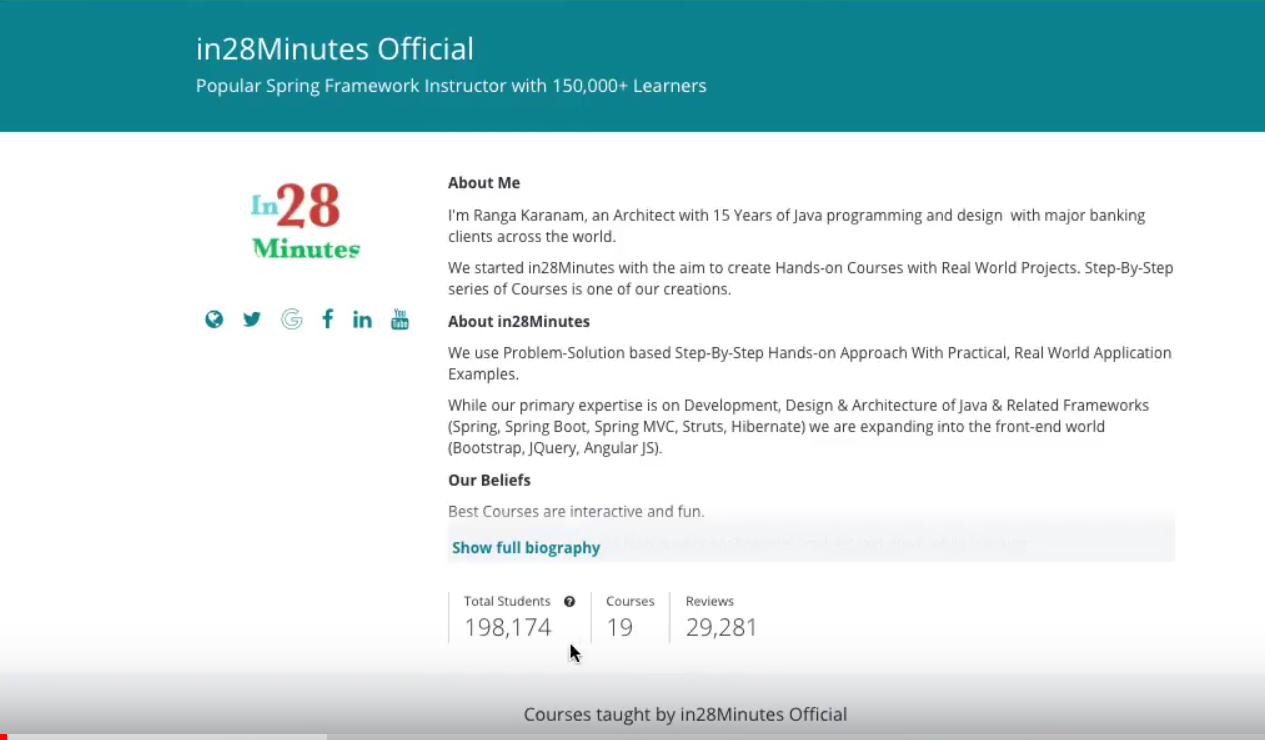 in28Minutes Official
Popular Spring Framework Instructor with 150,000+ Learners
In28
Minutes
You
Tube
About Me
I'm Ranga Karanam, an Architect with 15 Years of Java programming and design with major banking
clients across the world.
We started in28Minutes with the aim to create Hands-on Courses with Real World Projects. Step-By-Step
series of Courses is one of our creations.
About in28Minutes
We use Problem-Solution based Step-By-Step Hands-on Approach With Practical, Real World Application
Examples.
While our primary expertise is on Development, Design & Architecture of Java & Related Frameworks
(Spring, Spring Boot, Spring MVC, Struts, Hibernate) we are expanding into the front-end world
(Bootstrap, JQuery, Angular JS).
Our Beliefs
Best Courses are interactive and fun.
Show full biography
Total Students Courses Reviews
198,174 19 29,281
Courses taught by in28Minutes Official